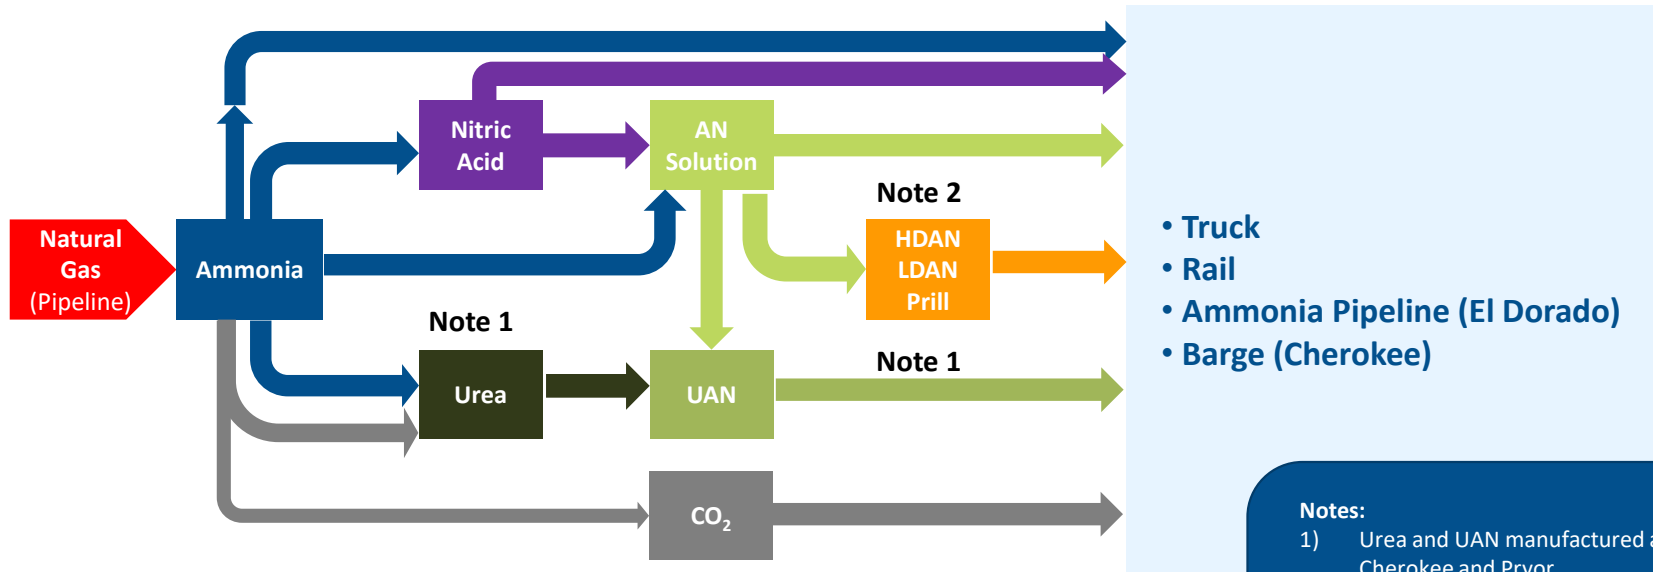 Natural
Gas
(Pipeline)
Ammonia
Nitric
Acid
AN
Solution
Note 2
HDAN
LDAN
Prill
Note 1
Urea
UAN
Note 1
CO₂
• Truck
• Rail
• Ammonia Pipeline (El Dorado)
• Barge (Cherokee)
Notes:
1) Urea and UAN manufactured a
Cherokee and Pryor